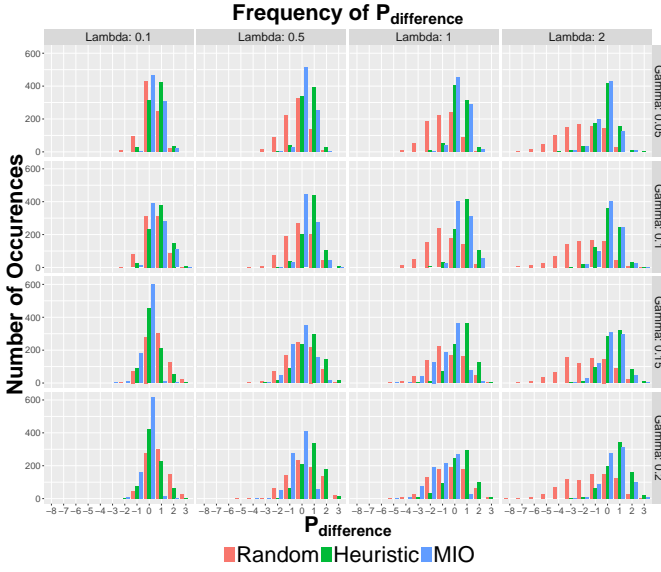 Frequency of Pdifference
Lambda: 0.1 Lambda: 0.5 Lambda: 1 Lambda: 2
Number of Occurences
600
400
200
0
Gamma: 0.05
600
400
200
0
Gamma: 0.1
600
400
200
0
Gamma: 0.15
600
400
200
0
Gamma: 0.2
−8 −7 −6 −5 −4 −3 −2 −1 0 1 2 3 −8 −7 −6 −5 −4 −3 −2 −1 0 1 2 3 −8 −7 −6 −5 −4 −3 −2 −1 0 1 2 3 −8 −7 −6 −5 −4 −3 −2 −1 0 1 2 3
Pdifference
Random Heuristic MIO